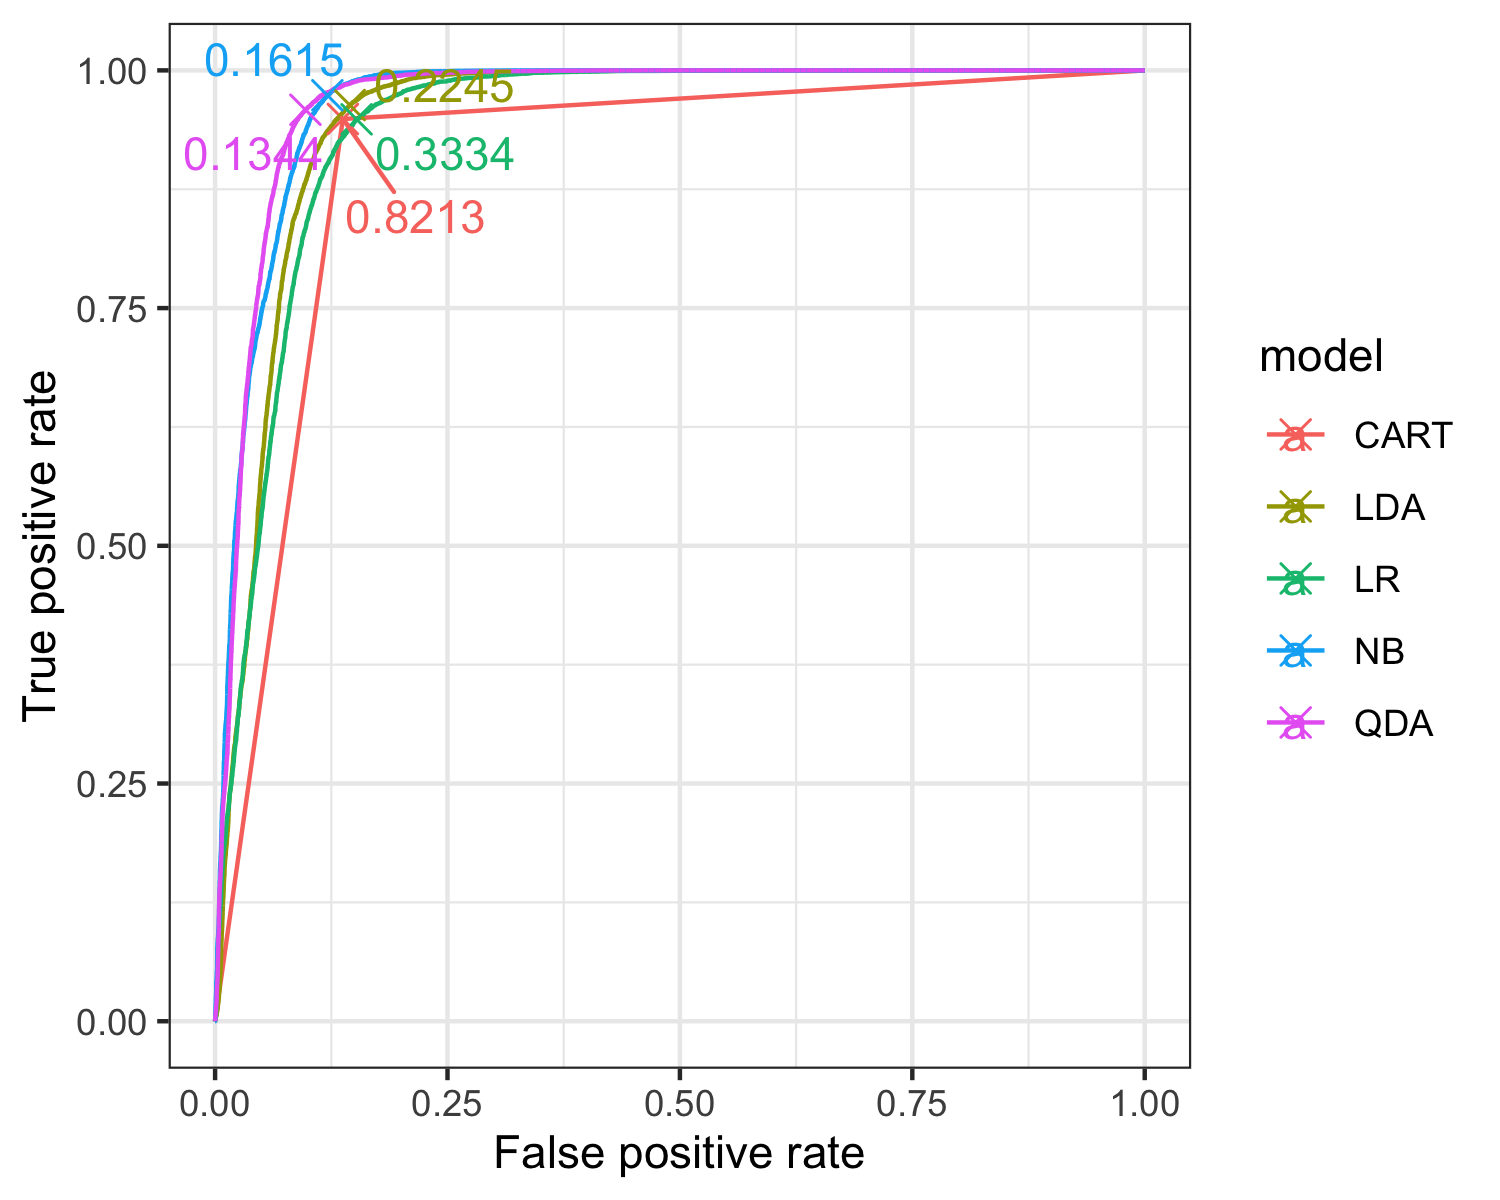 0.1615
0.2245
0.1344
0.3334
0.8213
1.00
0.75
0.50
0.25
0.00
True positive rate
0.00 0.25 0.50 0.75 1.00
False positive rate
model
a CART
a LDA
a LR
a NB
a QDA